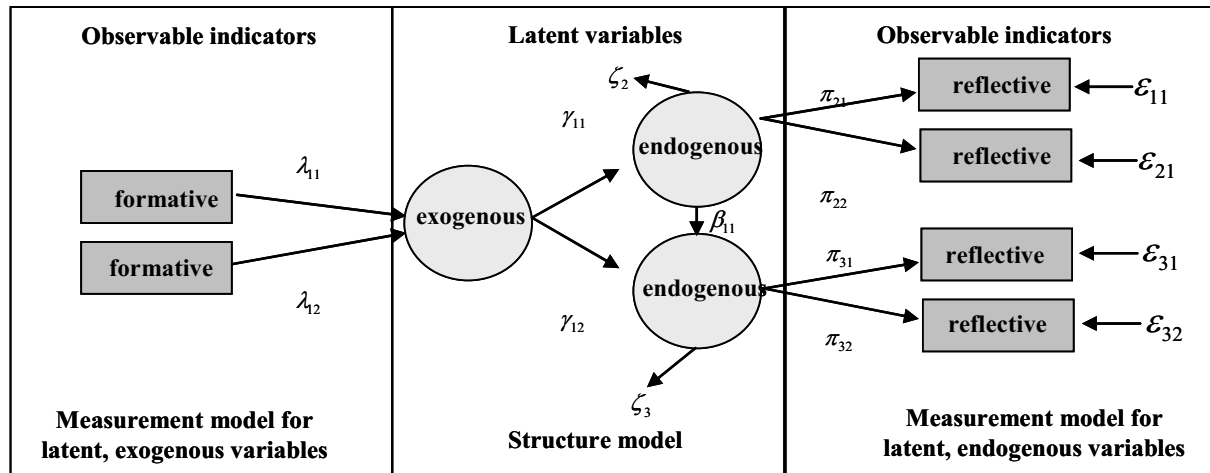 Observable indicators
formative
formative
λ₁₁
λ₁₂
Measurement model for
latent, exogenous variables
Latent variables
ζ₂
γ₁₁
endogenous
exogenous
β₁₁
endogenous
γ₁₂
ζ₃
Structure model
Observable indicators
π₂₁
reflective
ε₁₁
reflective
ε₂₁
π₂₂
π₃₁
reflective
ε₃₁
reflective
ε₃₂
π₃₂
Measurement model for
latent, endogenous variables